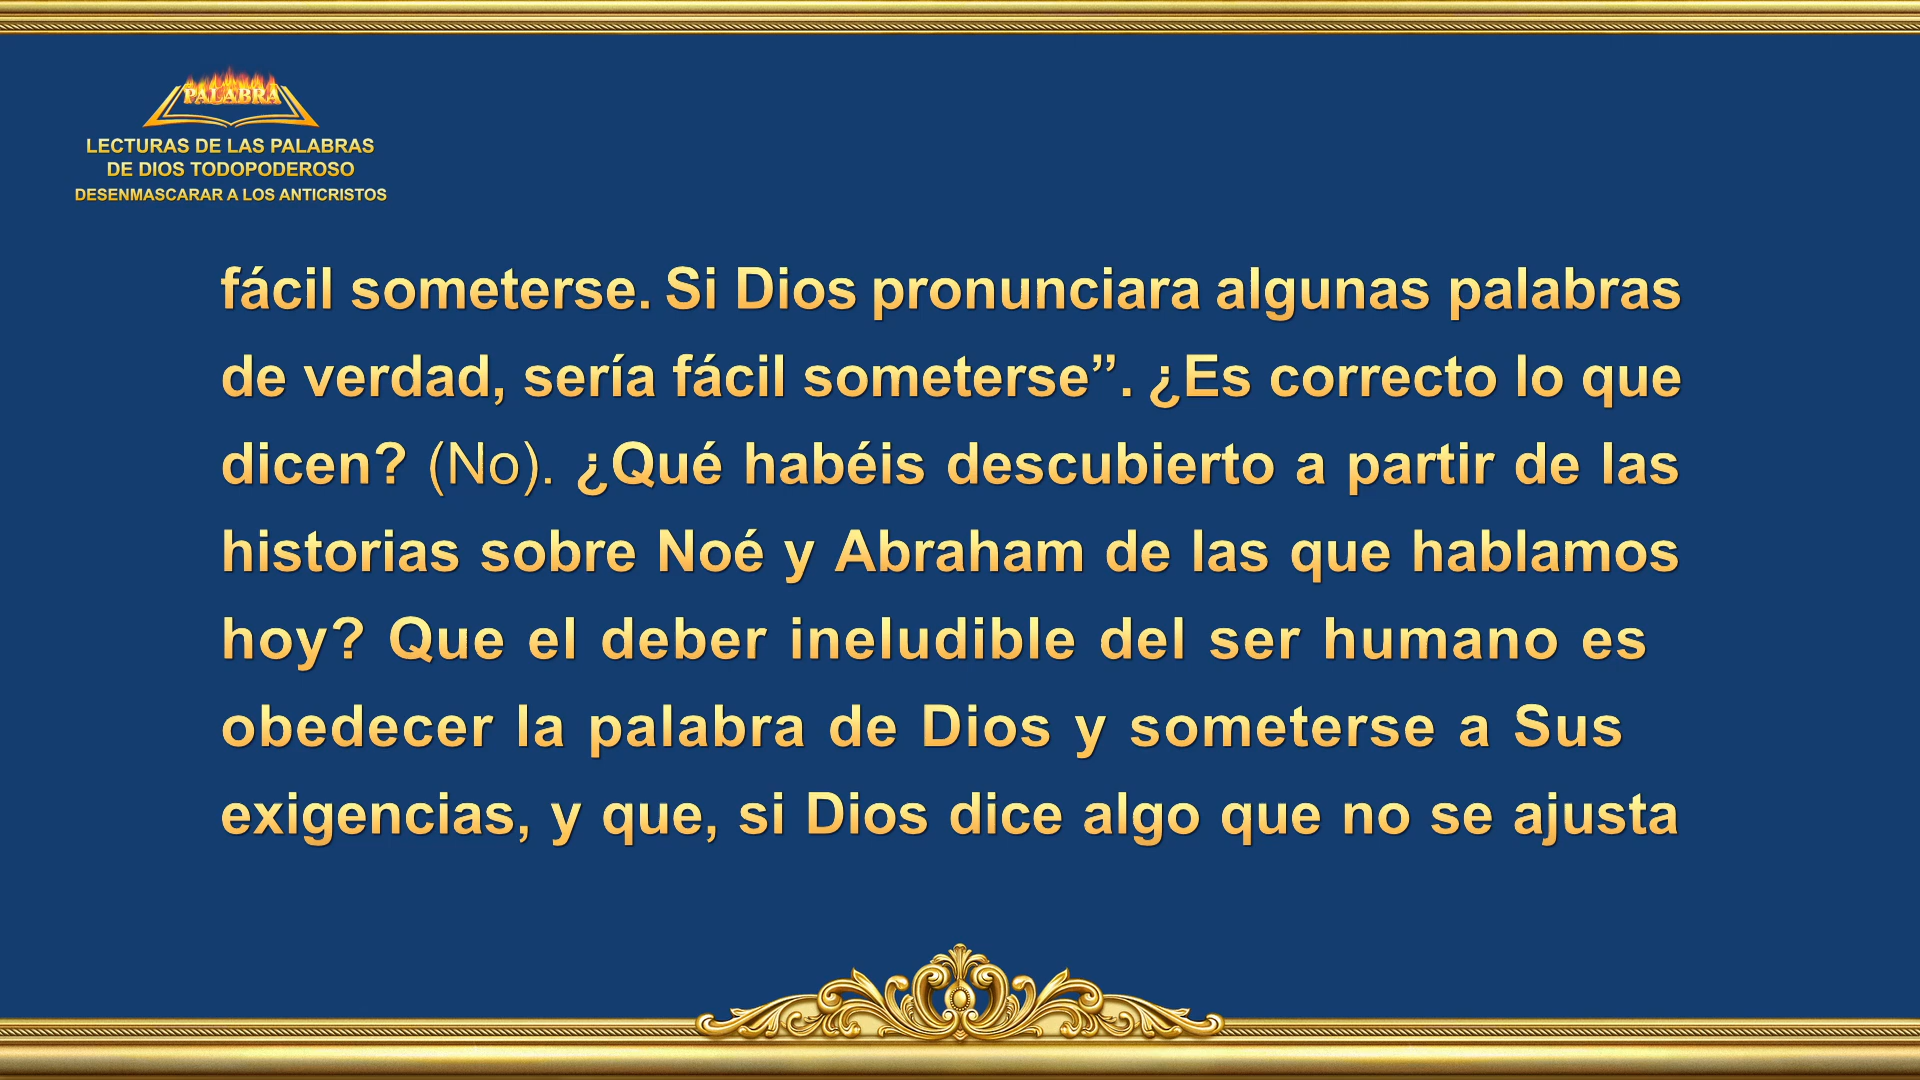 PALABRA
LECTURAS DE LAS PALABRAS
DE DIOS TODOPODEROSO
DESENMASCARAR A LOS ANTICRISTOS
fácil someterse. Si Dios pronunciara algunas palabras
de verdad, sería fácil someterse”. ¿Es correcto lo que
dicen? (No). ¿Qué habéis descubierto a partir de las
historias sobre Noé y Abraham de las que hablamos
hoy? Que el deber ineludible del ser humano es
obedecer la palabra de Dios y someterse a Sus
exigencias, y que, si Dios dice algo que no se ajusta